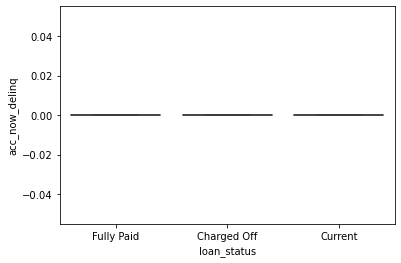 0.04
0.02
0.00
−0.02
−0.04
acc_now_delinq
Fully Paid
Charged Off
Current
loan_status